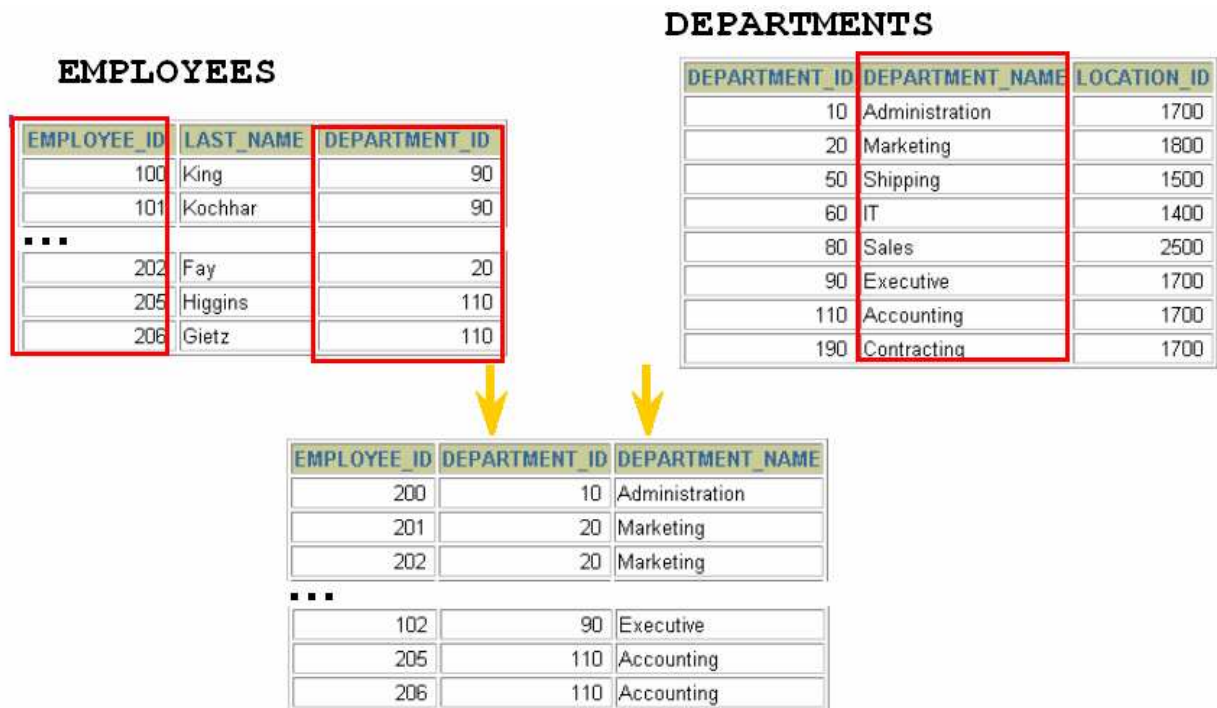 DEPARTMENTS
EMPLOYEES
EMPLOYEE_ID LAST_NAME DEPARTMENT_ID
100 King 90
101 Kochhar 90
...
202 Fay 20
205 Higgins 110
206 Gietz 110
DEPARTMENT_ID DEPARTMENT_NAME LOCATION_ID
10 Administration 1700
20 Marketing 1800
50 Shipping 1500
60 IT 1400
80 Sales 2500
90 Executive 1700
110 Accounting 1700
190 Contracting 1700
EMPLOYEE_ID DEPARTMENT_ID DEPARTMENT_NAME
200 10 Administration
201 20 Marketing
202 20 Marketing
...
102 90 Executive
205 110 Accounting
206 110 Accounting